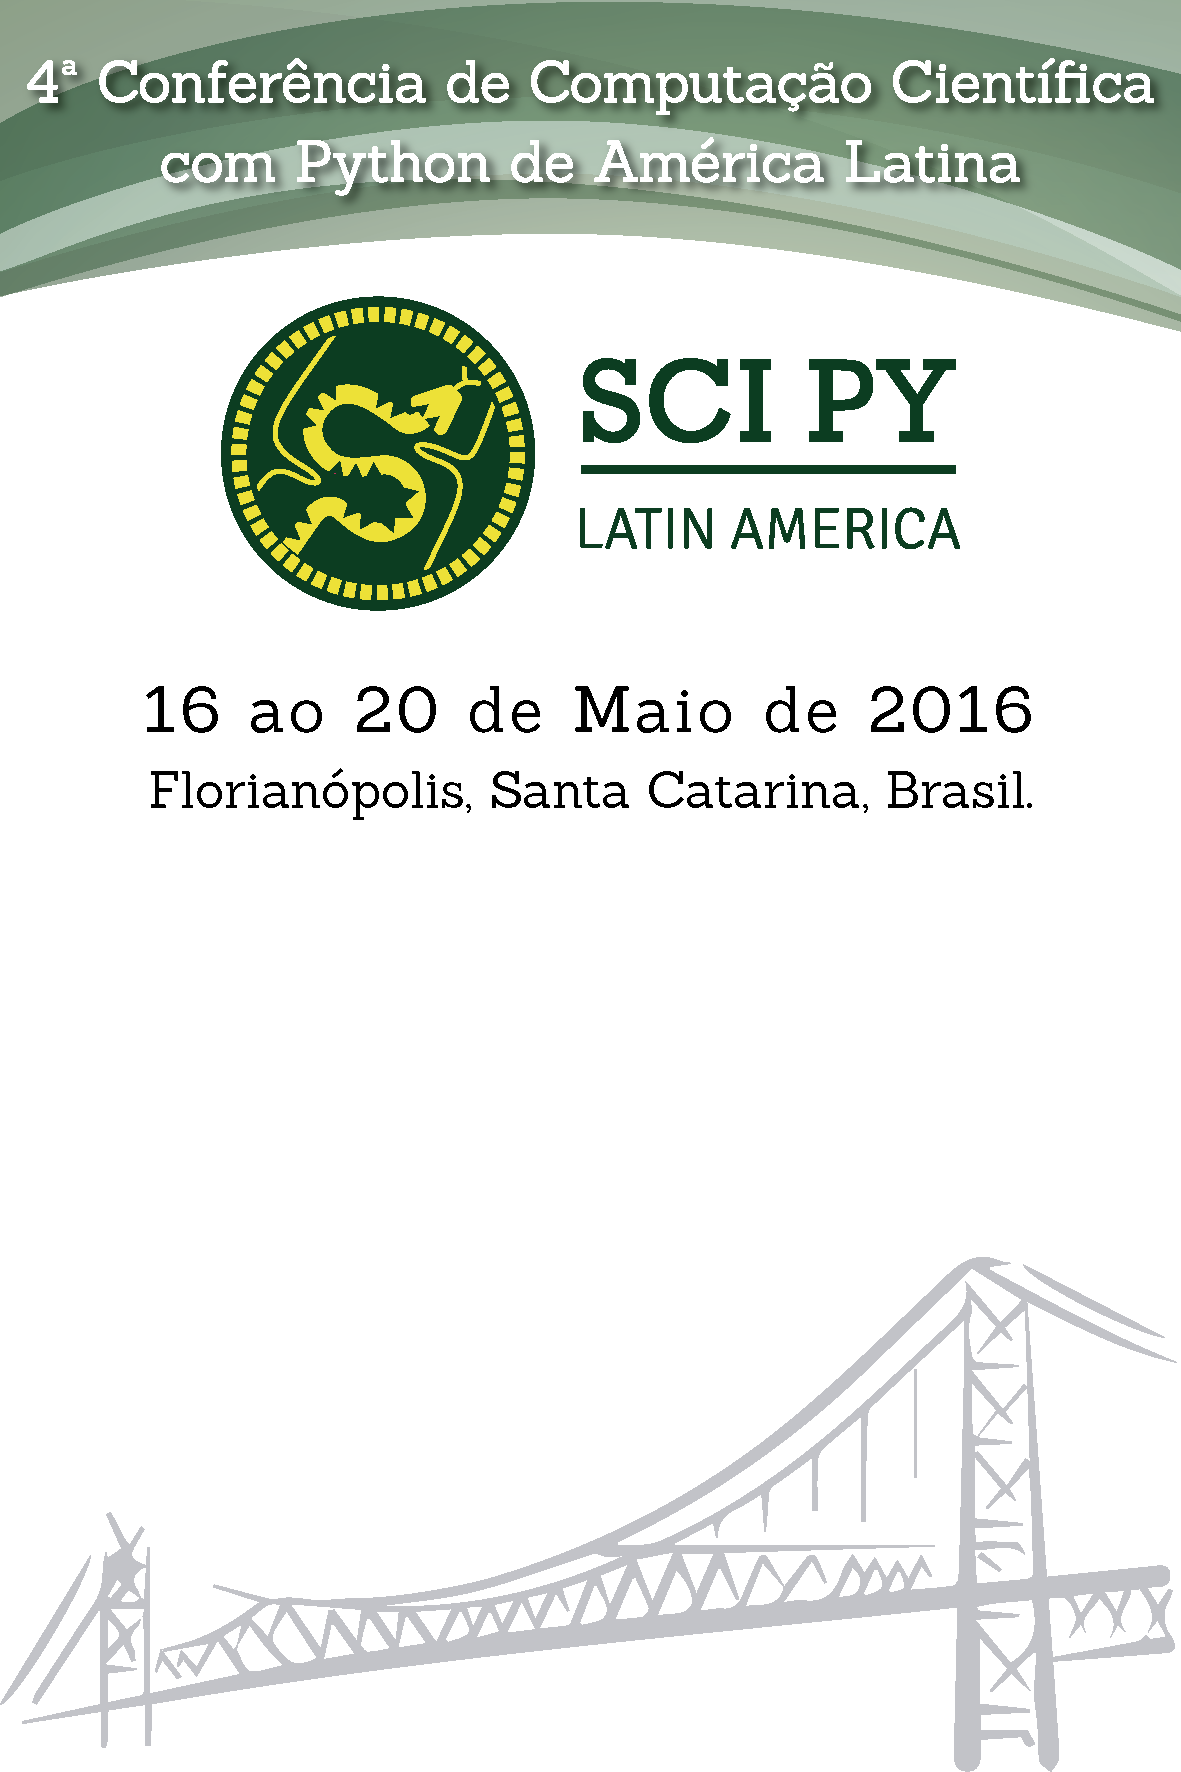 4ª Conferência de Computação Científica
com Python de América Latina
SCI PY
LATIN AMERICA
16 ao 20 de Maio de 2016
Florianópolis, Santa Catarina, Brasil.